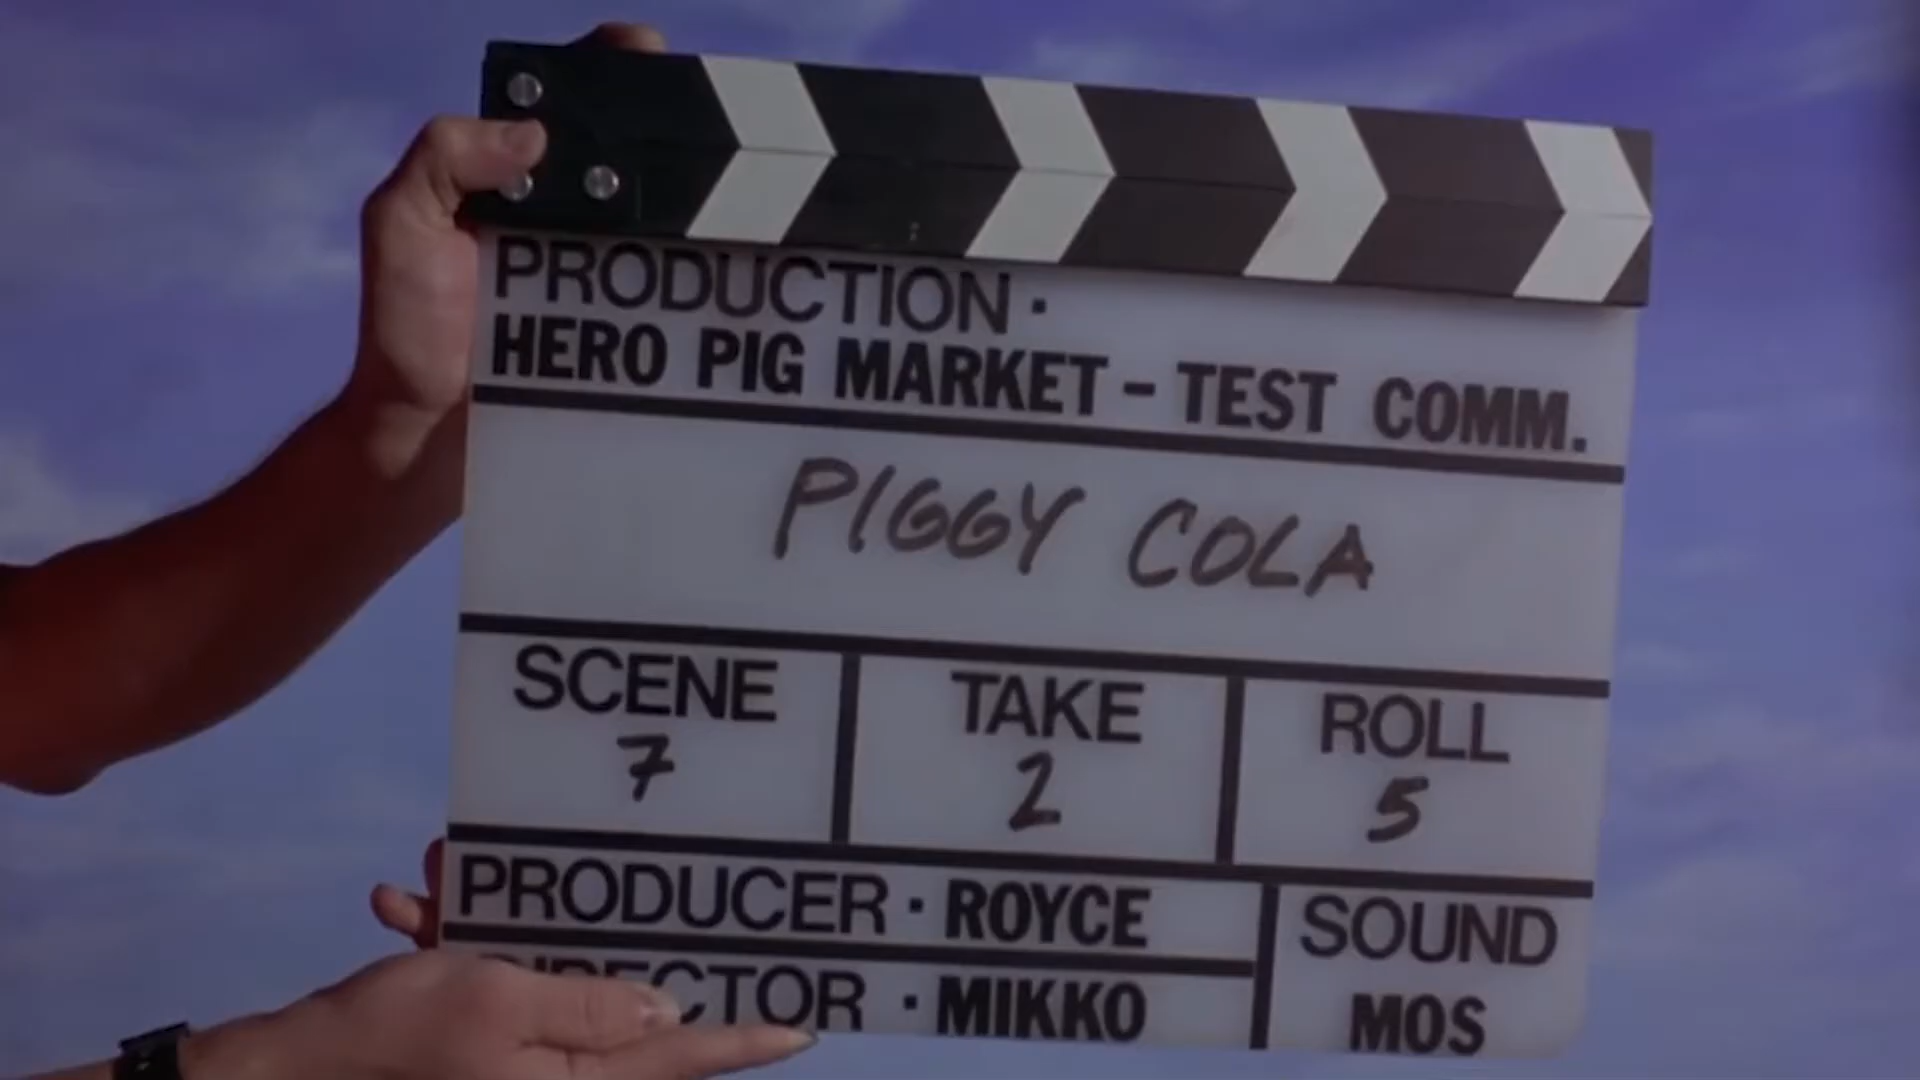 PRODUCTION ·
HERO PIG MARKET - TEST COMM.
PIGGY COLA
SCENE
7
TAKE
2
ROLL
5
PRODUCER · ROYCE
DIRECTOR · MIKKO
SOUND
MOS